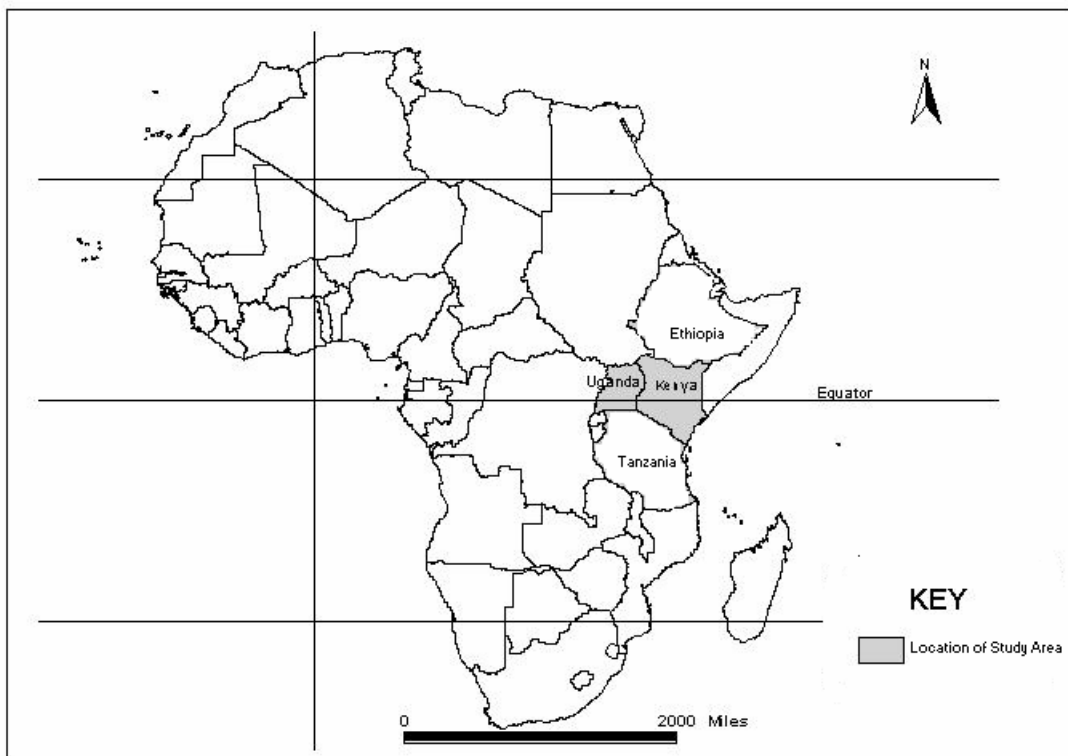 N
Ethiopia
Uganda
Kenya
Equator
Tanzania
KEY
Location of Study Area
0 2000 Miles